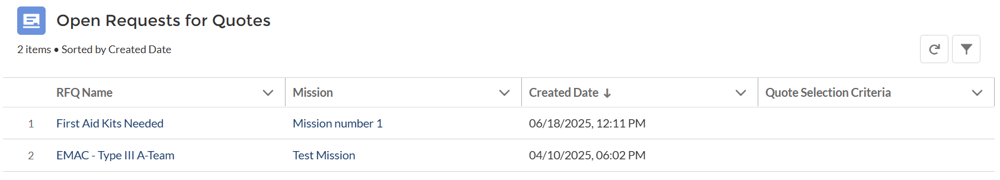 Open Requests for Quotes
2 items • Sorted by Created Date
RFQ Name Mission Created Date Quote Selection Criteria
1 First Aid Kits Needed Mission number 1 06/18/2025, 12:11 PM
2 EMAC - Type III A-Team Test Mission 04/10/2025, 06:02 PM